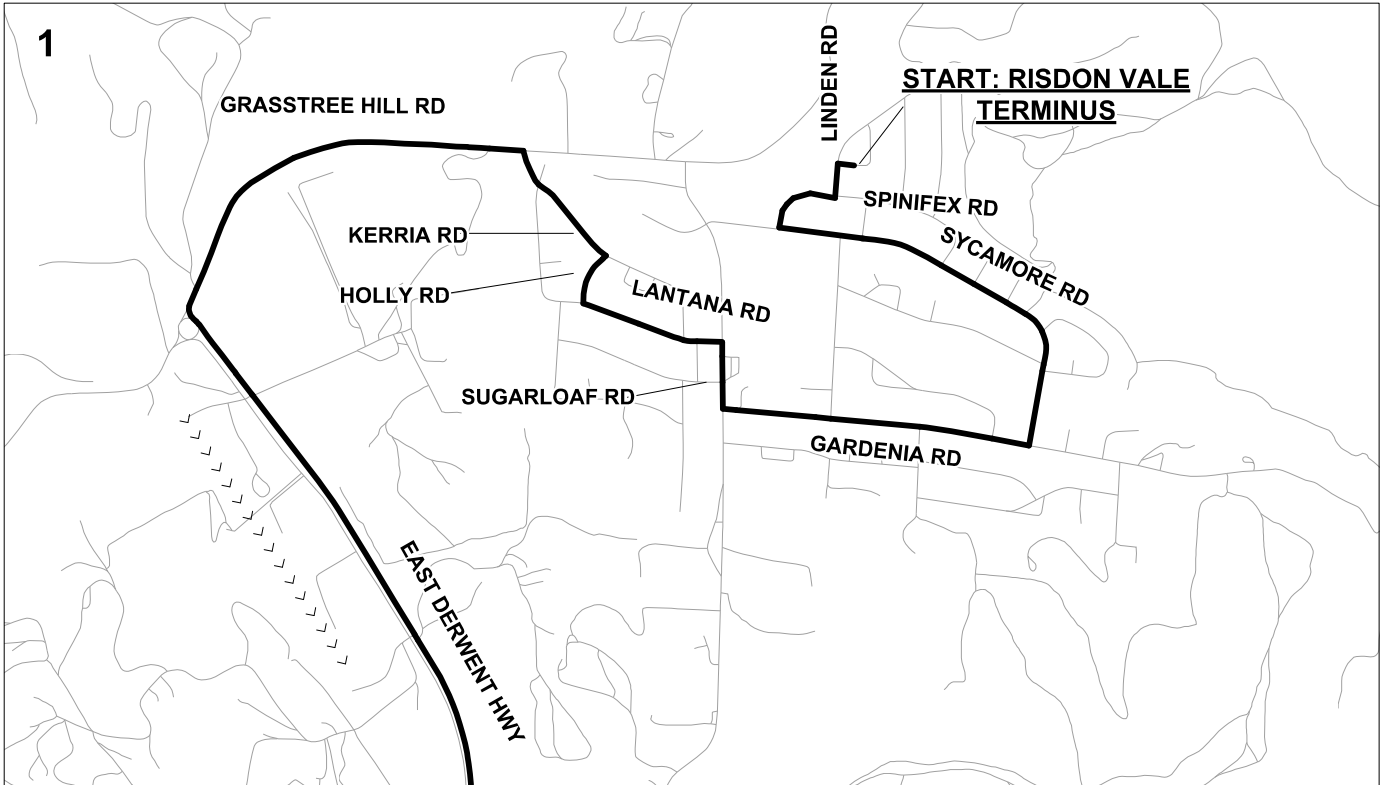 1
LINDEN RD
START: RISDON VALE
TERMINUS
GRASSTREE HILL RD
SPINIFEX RD
KERRIA RD
SYCAMORE RD
HOLLY RD
LANTANA RD
SUGARLOAF RD
GARDENIA RD
EAST DERWENT HWY